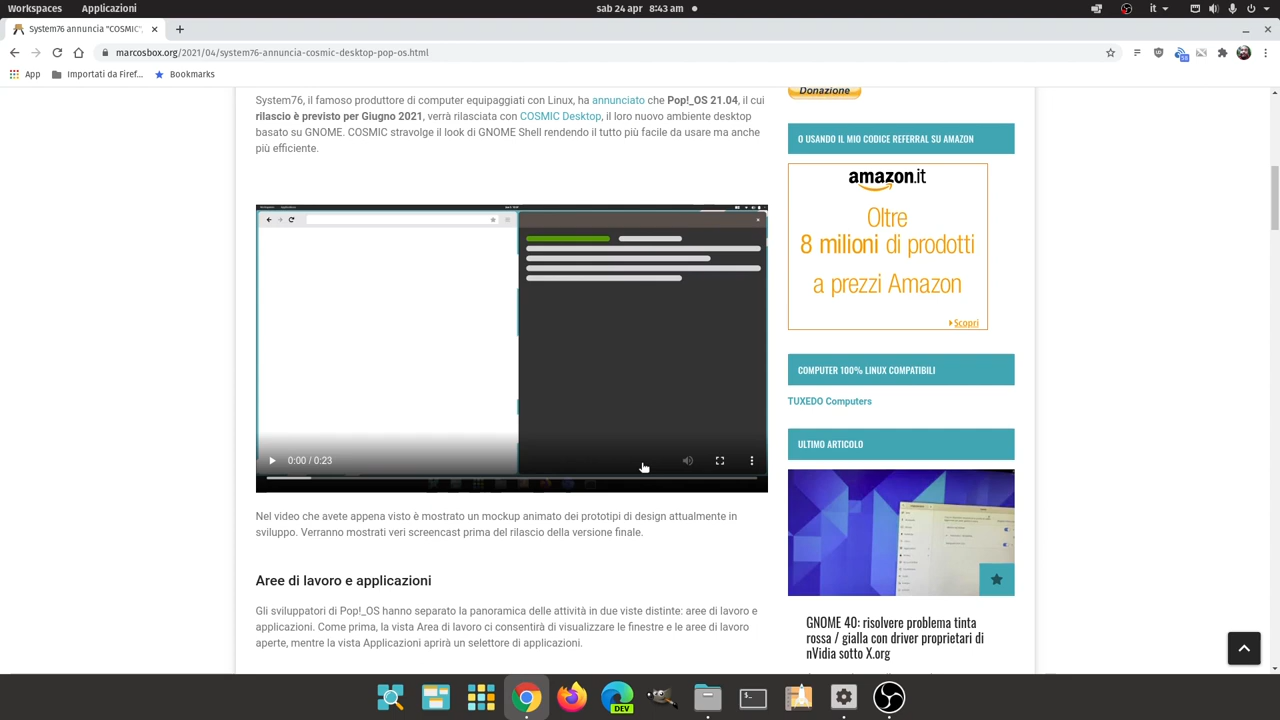 Workspaces Applicazioni sab 24 apr 8:43 am it
System76 annuncia "COSMIC",
marcosbox.org/2021/04/system76-annuncia-cosmic-desktop-pop-os.html
App Importati da Firef... Bookmarks
System76, il famoso produttore di computer equipaggiati con Linux, ha annunciato che Pop!_OS 21.04, il cui
rilascio è previsto per Giugno 2021, verrà rilasciata con COSMIC Desktop, il loro nuovo ambiente desktop
basato su GNOME. COSMIC stravolge il look di GNOME Shell rendendo il tutto più facile da usare ma anche
più efficiente.
0:00 / 0:23
Nel video che avete appena visto è mostrato un mockup animato dei prototipi di design attualmente in
sviluppo. Verranno mostrati veri screencast prima del rilascio della versione finale.
Aree di lavoro e applicazioni
Gli sviluppatori di Pop!_OS hanno separato la panoramica delle attività in due viste distinte: aree di lavoro e
applicazioni. Come prima, la vista Area di lavoro ci consentirà di visualizzare le finestre e le aree di lavoro
aperte, mentre la vista Applicazioni aprirà un selettore di applicazioni.
Donazione
O USANDO IL MIO CODICE REFERRAL SU AMAZON
amazon.it
Oltre
8 milioni di prodotti
a prezzi Amazon
Scopri
COMPUTER 100% LINUX COMPATIBILI
TUXEDO Computers
ULTIMO ARTICOLO
GNOME 40: risolvere problema tinta
rossa / gialla con driver proprietari di
nVidia sotto X.org
DEV